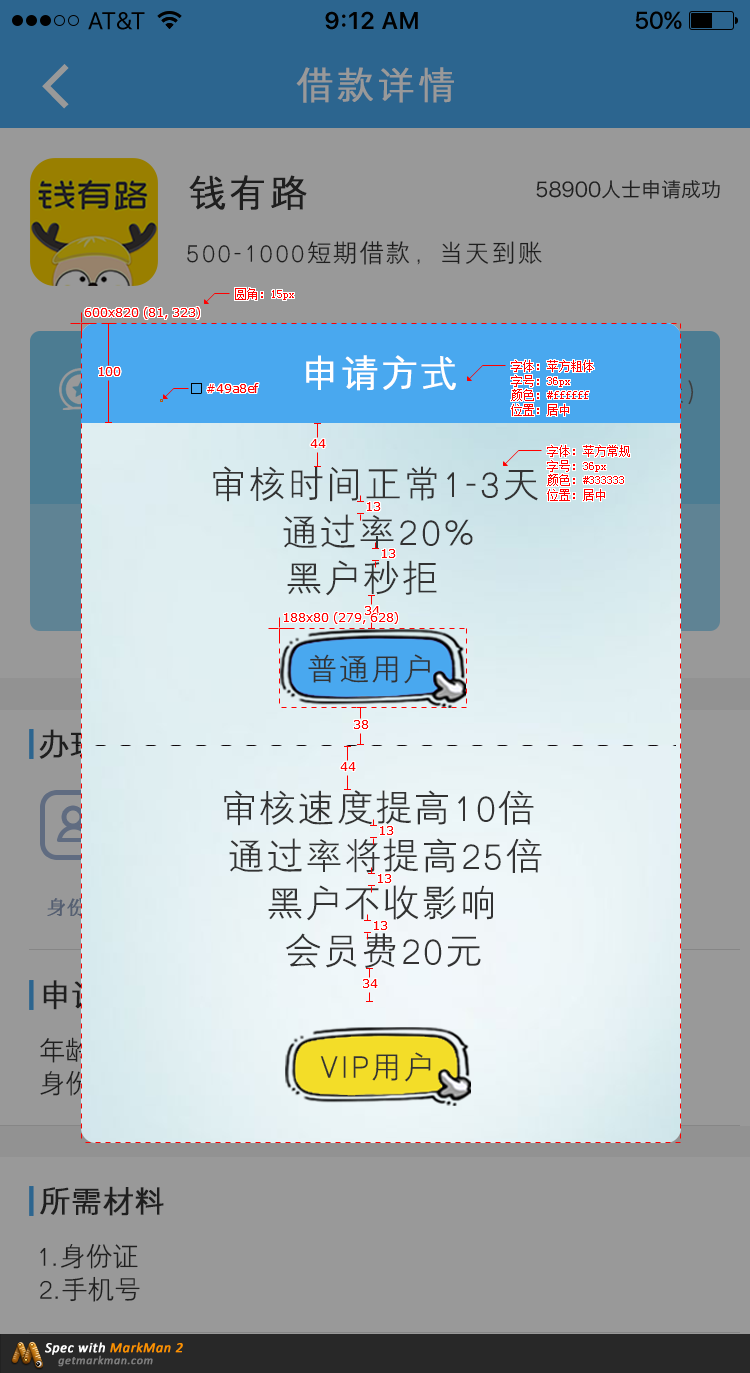 AT&T 9:12 AM 50%
借款详情
钱有路
钱有路
58900人士申请成功
500-1000短期借款，当天到账
圆角：15px
600x820 (81, 323)
100
#49a8ef
申请方式
字体：苹方粗体
字号：36px
颜色：#ffffff
位置：居中
)
44
字体：苹方常规
字号：36px
颜色：#333333
位置：居中
审核时间正常1-3天
13
通过率20%
13
黑户秒拒
34
188x80 (279, 628)
普通用户
38
44
办
审核速度提高10倍
13
通过率将提高25倍
13
黑户不收影响
身份
13
会员费20元
34
申请
年龄
身份
VIP用户
所需材料
1.身份证
2.手机号
Spec with MarkMan 2
getmarkman.com